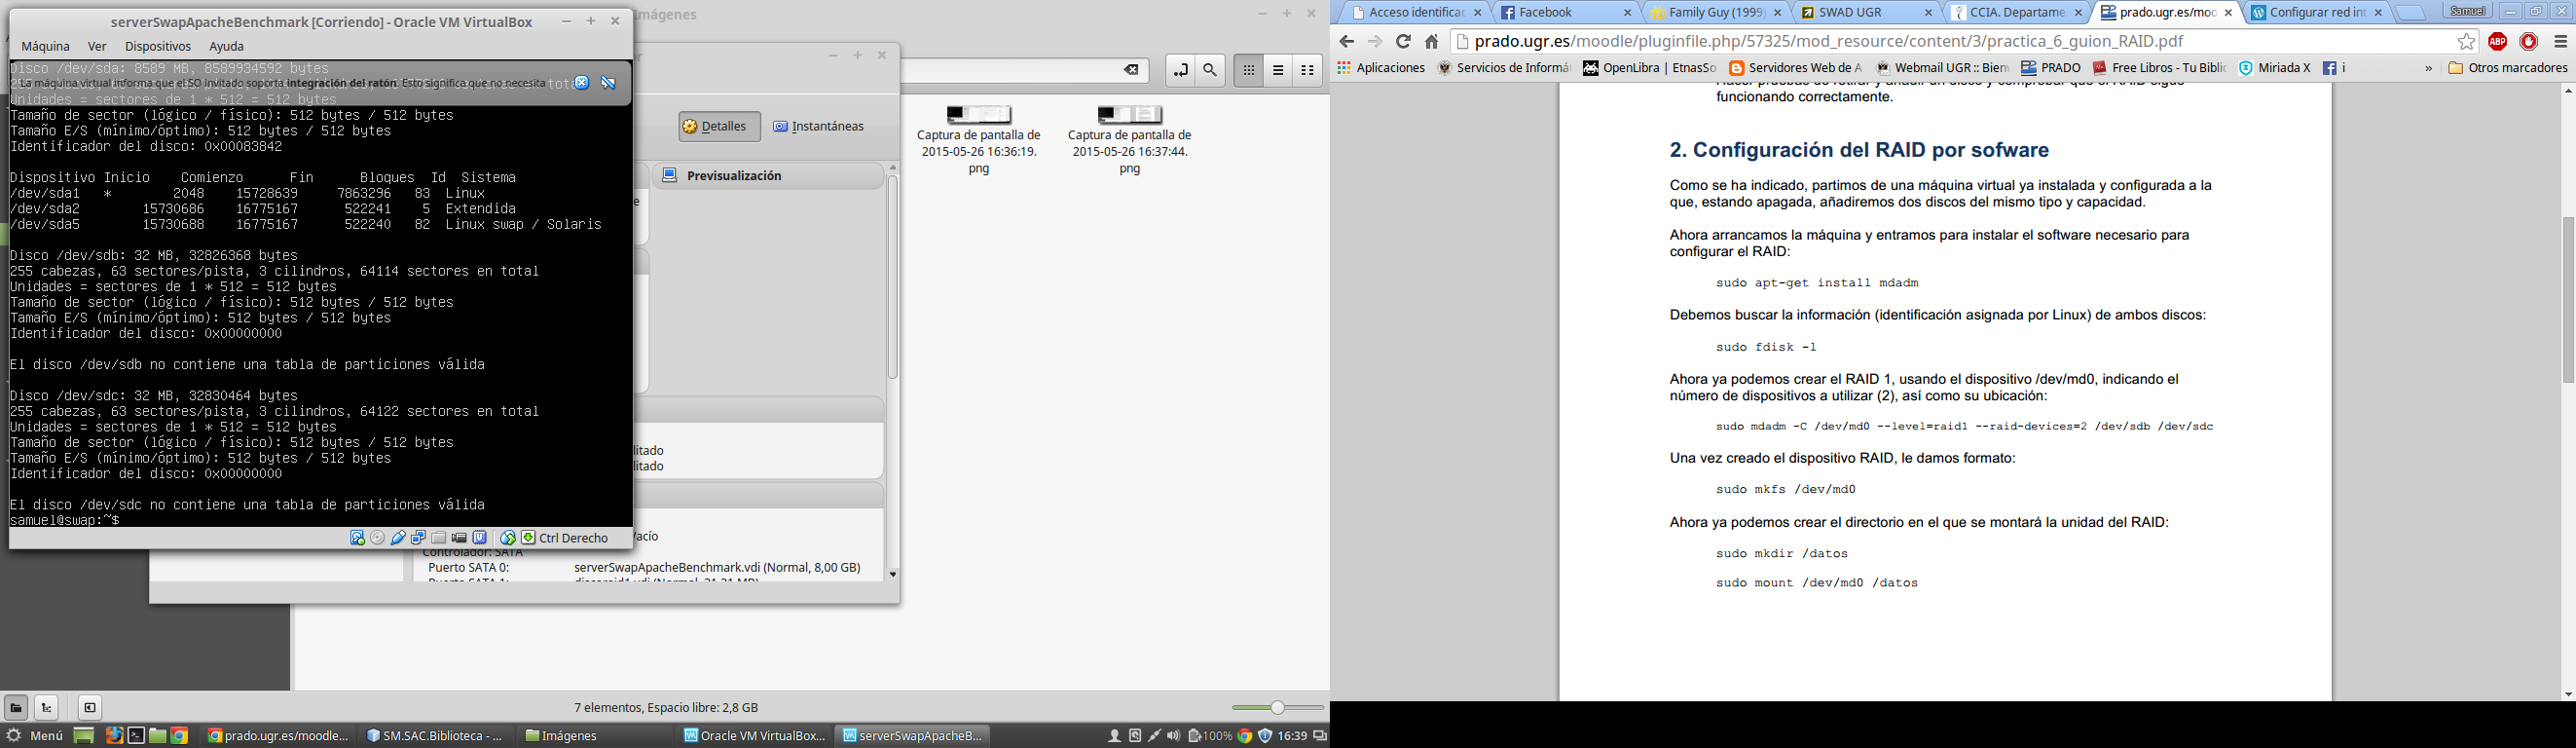 serverSwapApacheBenchmark [Corriendo] - Oracle VM VirtualBox
Máquina Ver Dispositivos Ayuda
Disco /dev/sda: 8589 MB, 8589934592 bytes
La máquina virtual informa que el SO invitado soporta integración del ratón. Esto significa que no necesita
Unidades = sectores de 1 * 512 = 512 bytes
Tamaño de sector (lógico / físico): 512 bytes / 512 bytes
Tamaño E/S (mínimo/óptimo): 512 bytes / 512 bytes
Identificador del disco: 0x00083842
Dispositivo Inicio Comienzo Fin Bloques Id Sistema
/dev/sda1 * 2048 15728639 7863296 83 Linux
/dev/sda2 15730686 16775167 522241 5 Extendida
/dev/sda5 15730688 16775167 522240 82 Linux swap / Solaris
Disco /dev/sdb: 32 MB, 32826368 bytes
255 cabezas, 63 sectores/pista, 3 cilindros, 64114 sectores en total
Unidades = sectores de 1 * 512 = 512 bytes
Tamaño de sector (lógico / físico): 512 bytes / 512 bytes
Tamaño E/S (mínimo/óptimo): 512 bytes / 512 bytes
Identificador del disco: 0x00000000
El disco /dev/sdb no contiene una tabla de particiones válida
Disco /dev/sdc: 32 MB, 32830464 bytes
255 cabezas, 63 sectores/pista, 3 cilindros, 64122 sectores en total
Unidades = sectores de 1 * 512 = 512 bytes
Tamaño de sector (lógico / físico): 512 bytes / 512 bytes
Tamaño E/S (mínimo/óptimo): 512 bytes / 512 bytes
Identificador del disco: 0x00000000
El disco /dev/sdc no contiene una tabla de particiones válida
samuel@swap:~$
Ctrl Derecho
Imágenes
Detalles Instantáneas
Previsualización
litado
litado
acío
Controlador: SATA
Puerto SATA 0: serverSwapApacheBenchmark.vdi (Normal, 8,00 GB)
Captura de pantalla de
2015-05-26 16:36:19.
png
Captura de pantalla de
2015-05-26 16:37:44.
png
7 elementos, Espacio libre: 2,8 GB
Menú prado.ugr.es/moodle... SM.SAC.Biblioteca - ... Imágenes Oracle VM VirtualBox... serverSwapApacheB... 100% 16:39
Acceso identificac Facebook Family Guy (1999) SWAD UGR CCIA. Departame prado.ugr.es/moo Configurar red int Samuel
prado.ugr.es/moodle/pluginfile.php/57325/mod_resource/content/3/practica_6_guion_RAID.pdf ABP
Aplicaciones Servicios de Informát OpenLibra | EtnasSo Servidores Web de A Webmail UGR :: Bien PRADO Free Libros - Tu Biblic Miriada X i » Otros marcadores
funcionando correctamente.
2. Configuración del RAID por sofware
Como se ha indicado, partimos de una máquina virtual ya instalada y configurada a la
que, estando apagada, añadiremos dos discos del mismo tipo y capacidad.
Ahora arrancamos la máquina y entramos para instalar el software necesario para
configurar el RAID:
sudo apt-get install mdadm
Debemos buscar la información (identificación asignada por Linux) de ambos discos:
sudo fdisk -l
Ahora ya podemos crear el RAID 1, usando el dispositivo /dev/md0, indicando el
número de dispositivos a utilizar (2), así como su ubicación:
sudo mdadm -C /dev/md0 --level=raid1 --raid-devices=2 /dev/sdb /dev/sdc
Una vez creado el dispositivo RAID, le damos formato:
sudo mkfs /dev/md0
Ahora ya podemos crear el directorio en el que se montará la unidad del RAID:
sudo mkdir /datos
sudo mount /dev/md0 /datos